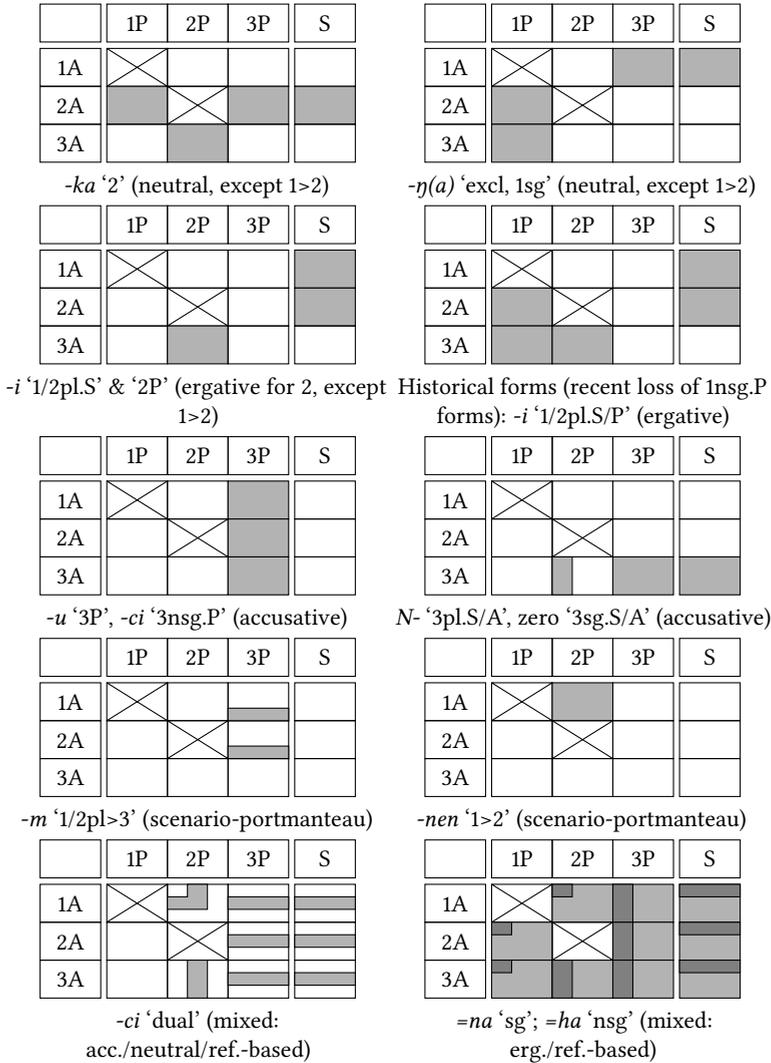 1P 2P 3P S
1A
2A
3A
-ka ‘2’ (neutral, except 1>2)
1P 2P 3P S
1A
2A
3A
-ŋ(a) ‘excl, 1sg’ (neutral, except 1>2)
1P 2P 3P S
1A
2A
3A
-i ‘1/2pl.S’ & ‘2P’ (ergative for 2, except
1>2)
1P 2P 3P S
1A
2A
3A
Historical forms (recent loss of 1nsg.P
forms): -i ‘1/2pl.S/P’ (ergative)
1P 2P 3P S
1A
2A
3A
-u ‘3P’, -ci ‘3nsg.P’ (accusative)
1P 2P 3P S
1A
2A
3A
N- ‘3pl.S/A’, zero ‘3sg.S/A’ (accusative)
1P 2P 3P S
1A
2A
3A
-m ‘1/2pl>3’ (scenario-portmanteau)
1P 2P 3P S
1A
2A
3A
-nen ‘1>2’ (scenario-portmanteau)
1P 2P 3P S
1A
2A
3A
-ci ‘dual’ (mixed:
acc./neutral/ref.-based)
1P 2P 3P S
1A
2A
3A
=na ‘sg’; =ha ‘nsg’ (mixed:
erg./ref.-based)